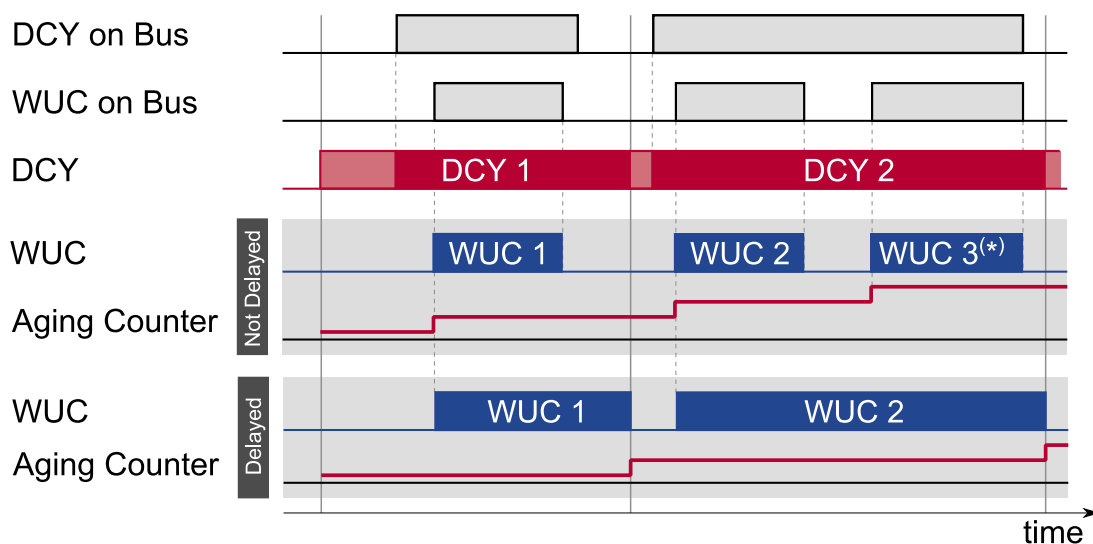 DCY on Bus
WUC on Bus
DCY
DCY 1
DCY 2
Not Delayed
WUC
WUC 1
WUC 2
WUC 3(*)
Aging Counter
Delayed
WUC
WUC 1
WUC 2
Aging Counter
time